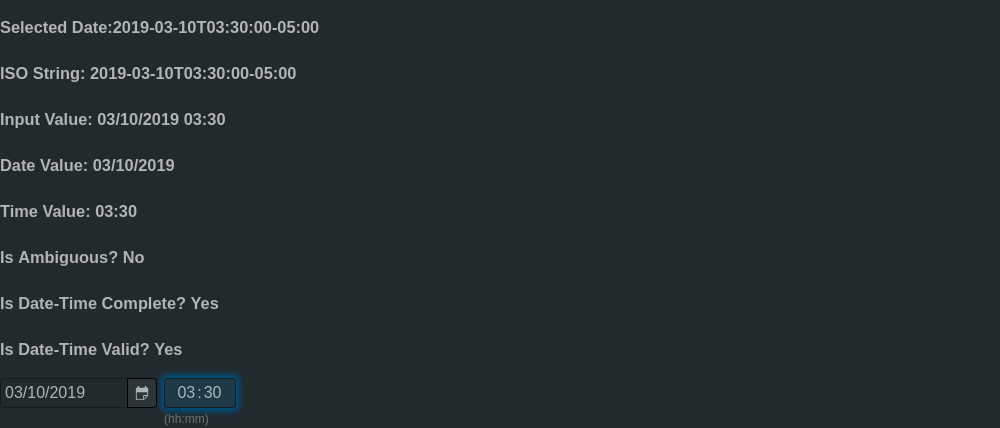 Selected Date:2019-03-10T03:30:00-05:00
ISO String: 2019-03-10T03:30:00-05:00
Input Value: 03/10/2019 03:30
Date Value: 03/10/2019
Time Value: 03:30
Is Ambiguous? No
Is Date-Time Complete? Yes
Is Date-Time Valid? Yes
03/10/2019 03:30
(hh:mm)